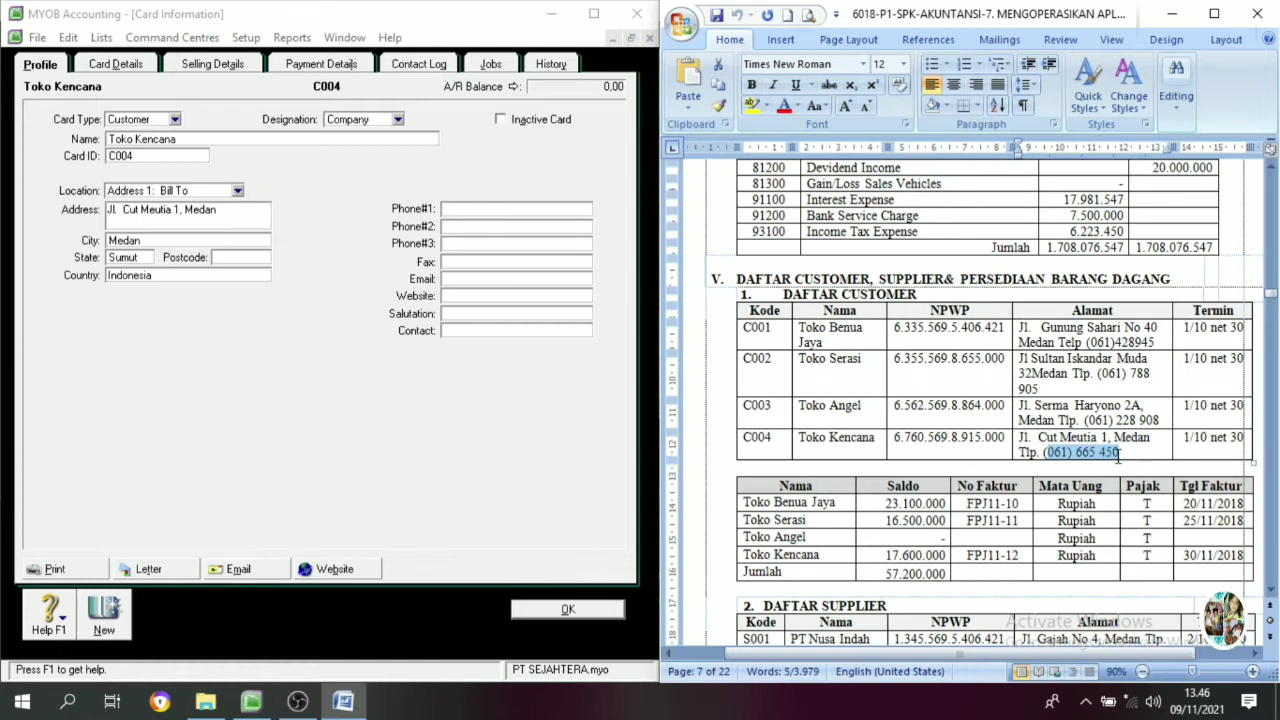 MYOB Accounting - [Card Information]
File Edit Lists Command Centres Setup Reports Window Help
Profile Card Details Selling Details Payment Details Contact Log Jobs History
Toko Kencana C004 A/R Balance 0,00
Card Type: Customer Designation: Company Inactive Card
Name: Toko Kencana
Card ID: C004
Location: Address 1: Bill To
Address: Jl. Cut Meutia 1, Medan Phone#1:
Phone#2:
City: Medan Phone#3:
State: Sumut Postcode: Fax:
Country: Indonesia Email:
Website:
Salutation:
Contact:
Print Letter Email Website
Help F1 New OK
Press F1 to get help. PT SEJAHTERA.myo
6018-P1-SPK-AKUNTANSI-7. MENGOPERASIKAN APL...
Home Insert Page Layout References Mailings Review View Design Layout
Times New Roman 12
Paste Quick Styles Change Styles Editing
Clipboard Font Paragraph Styles
81200 Devidend Income 20.000.000
81300 Gain/Loss Sales Vehicles -
91100 Interest Expense 17.981.547
91200 Bank Service Charge 7.500.000
93100 Income Tax Expense 6.223.450
Jumlah 1.708.076.547 1.708.076.547
V. DAFTAR CUSTOMER, SUPPLIER& PERSEDIAAN BARANG DAGANG
1. DAFTAR CUSTOMER
Kode Nama NPWP Alamat Termin
C001 Toko Benua Jaya 6.335.569.5.406.421 Jl. Gunung Sahari No 40 Medan Telp (061)428945 1/10 net 30
C002 Toko Serasi 6.355.569.8.655.000 Jl Sultan Iskandar Muda 32Medan Tlp. (061) 788 905 1/10 net 30
C003 Toko Angel 6.562.569.8.864.000 Jl. Serma Haryono 2A, Medan Tlp. (061) 228 908 1/10 net 30
C004 Toko Kencana 6.760.569.8.915.000 Jl. Cut Meutia 1, Medan Tlp. (061) 665 450 1/10 net 30
Nama Saldo No Faktur Mata Uang Pajak Tgl Faktur
Toko Benua Jaya 23.100.000 FPJ11-10 Rupiah T 20/11/2018
Toko Serasi 16.500.000 FPJ11-11 Rupiah T 25/11/2018
Toko Angel - Rupiah T
Toko Kencana 17.600.000 FPJ11-12 Rupiah T 30/11/2018
Jumlah 57.200.000
2. DAFTAR SUPPLIER
Kode Nama NPWP Alamat
S001 PT Nusa Indah 1.345.569.5.406.421 Jl. Gajah No 4, Medan Tlp.
Activate Windows
Page: 7 of 22 Words: 5/3.979 English (United States) 90%
13.46
09/11/2021